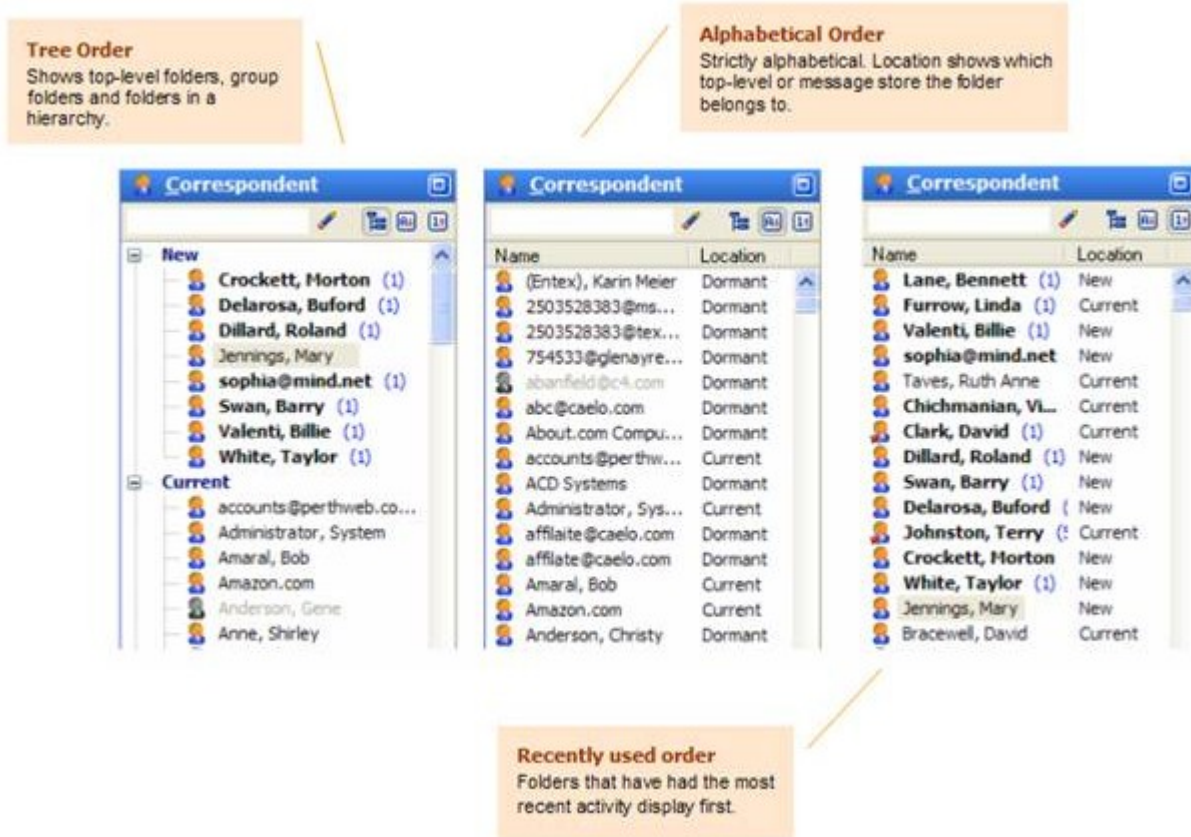 Tree Order
Shows top-level folders, group
folders and folders in a
hierarchy.
Alphabetical Order
Strictly alphabetical. Location shows which
top-level or message store the folder
belongs to.
Correspondent
New
Crockett, Morton (1)
Delarosa, Buford (1)
Dillard, Roland (1)
Jennings, Mary
sophia@mind.net (1)
Swan, Barry (1)
Valenti, Billie (1)
White, Taylor (1)
Current
accounts@perthweb.co...
Administrator, System
Amaral, Bob
Amazon.com
Anderson, Gene
Anne, Shirley
Correspondent
Name Location
(Entex), Karin Meier Dormant
2503528383@ms... Dormant
2503528383@tex... Dormant
754533@glenayre... Dormant
abanfield@c4.com Dormant
abc@caelo.com Dormant
About.com Compu... Dormant
accounts@perthw... Current
ACD Systems Dormant
Administrator, Sys... Current
affilaite@caelo.com Dormant
affilate@caelo.com Dormant
Amaral, Bob Current
Amazon.com Current
Anderson, Christy Dormant
Correspondent
Name Location
Lane, Bennett (1) New
Furrow, Linda (1) Current
Valenti, Billie (1) New
sophia@mind.net New
Taves, Ruth Anne Current
Chichmanian, Vi... Current
Clark, David (1) Current
Dillard, Roland (1) New
Swan, Barry (1) New
Delarosa, Buford ( New
Johnston, Terry ( Current
Crockett, Morton New
White, Taylor (1) New
Jennings, Mary New
Bracewell, David Current
Recently used order
Folders that have had the most
recent activity display first.